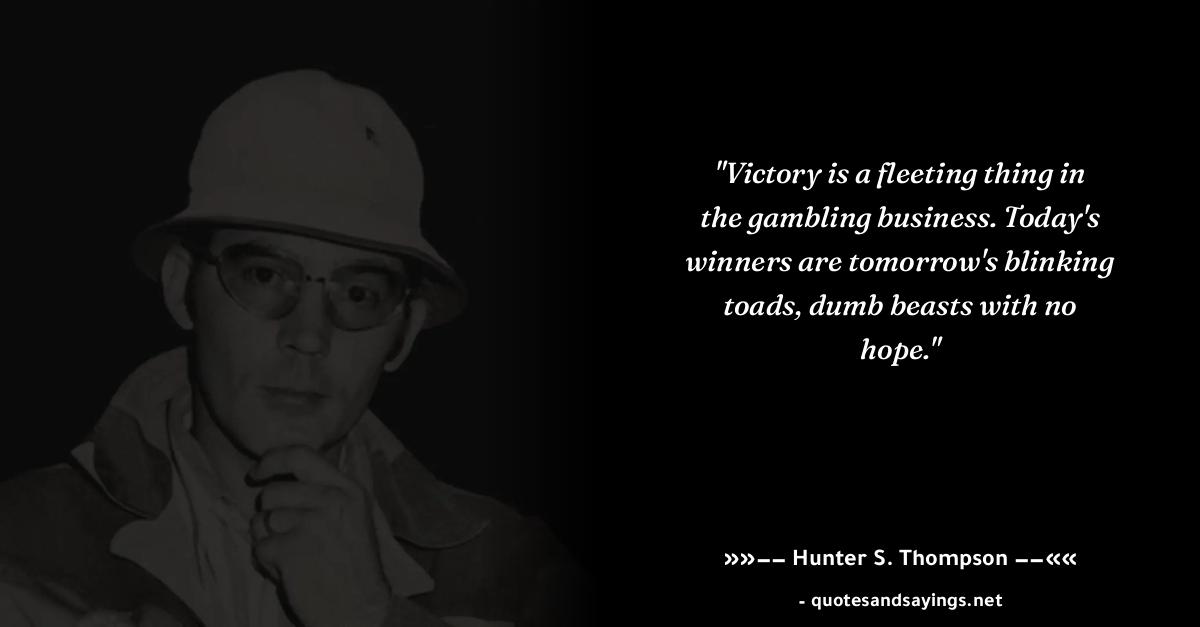 "Victory is a fleeting thing in
the gambling business. Today's
winners are tomorrow's blinking
toads, dumb beasts with no
hope."
»»−− Hunter S. Thompson −−««
- quotesandsayings.net